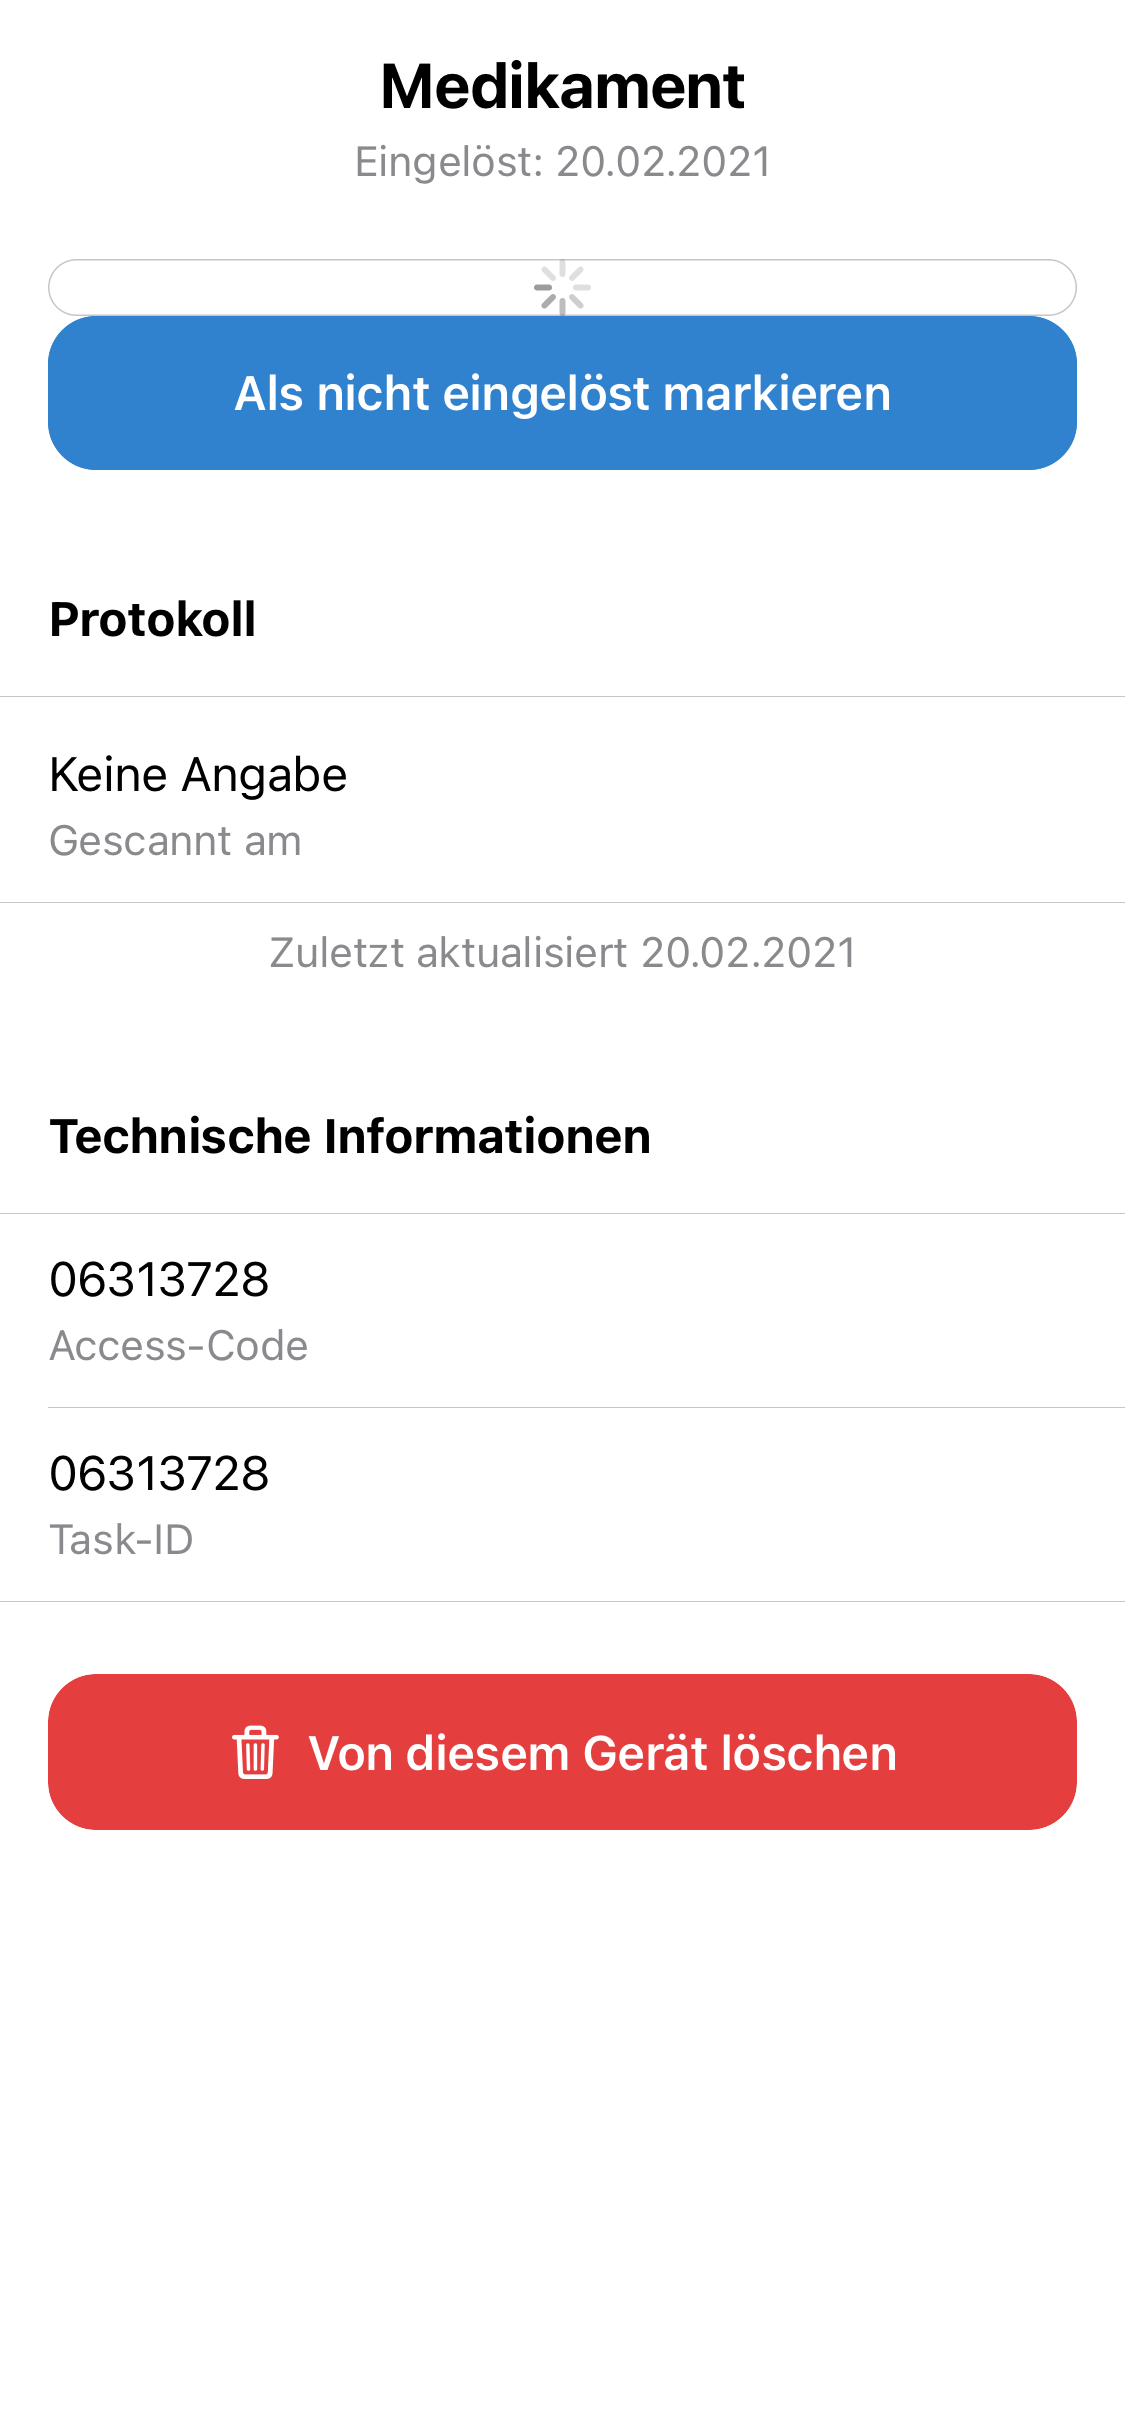 Medikament
Eingelöst: 20.02.2021
Als nicht eingelöst markieren
Protokoll
Keine Angabe
Gescannt am
Zuletzt aktualisiert 20.02.2021
Technische Informationen
06313728
Access-Code
06313728
Task-ID
Von diesem Gerät löschen